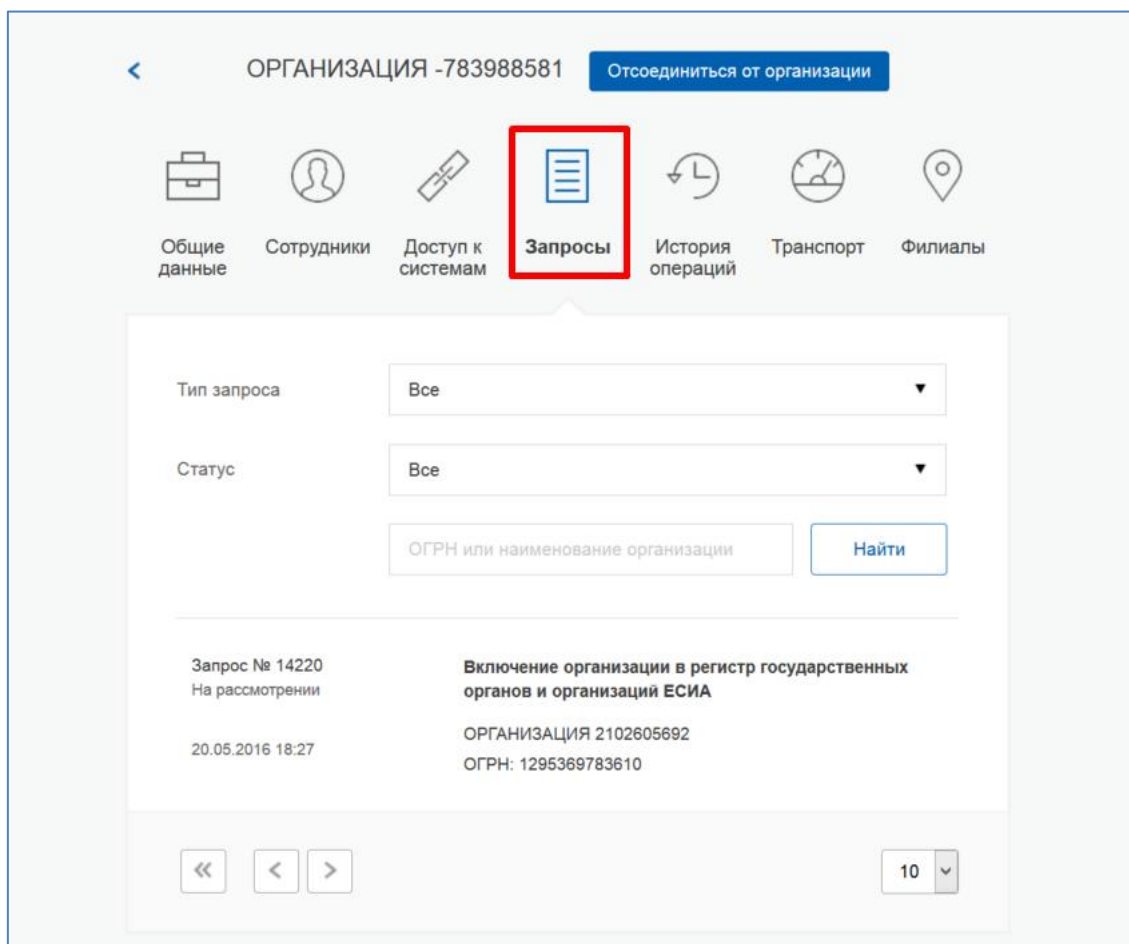 ОРГАНИЗАЦИЯ -783988581
Отсоединиться от организации
Общие
данные
Сотрудники
Доступ к
системам
Запросы
История
операций
Транспорт
Филиалы
Тип запроса
Все
Статус
Все
ОГРН или наименование организации
Найти
Запрос № 14220
На рассмотрении
20.05.2016 18:27
Включение организации в регистр государственных
органов и организаций ЕСИА
ОРГАНИЗАЦИЯ 2102605692
ОГРН: 1295369783610
10